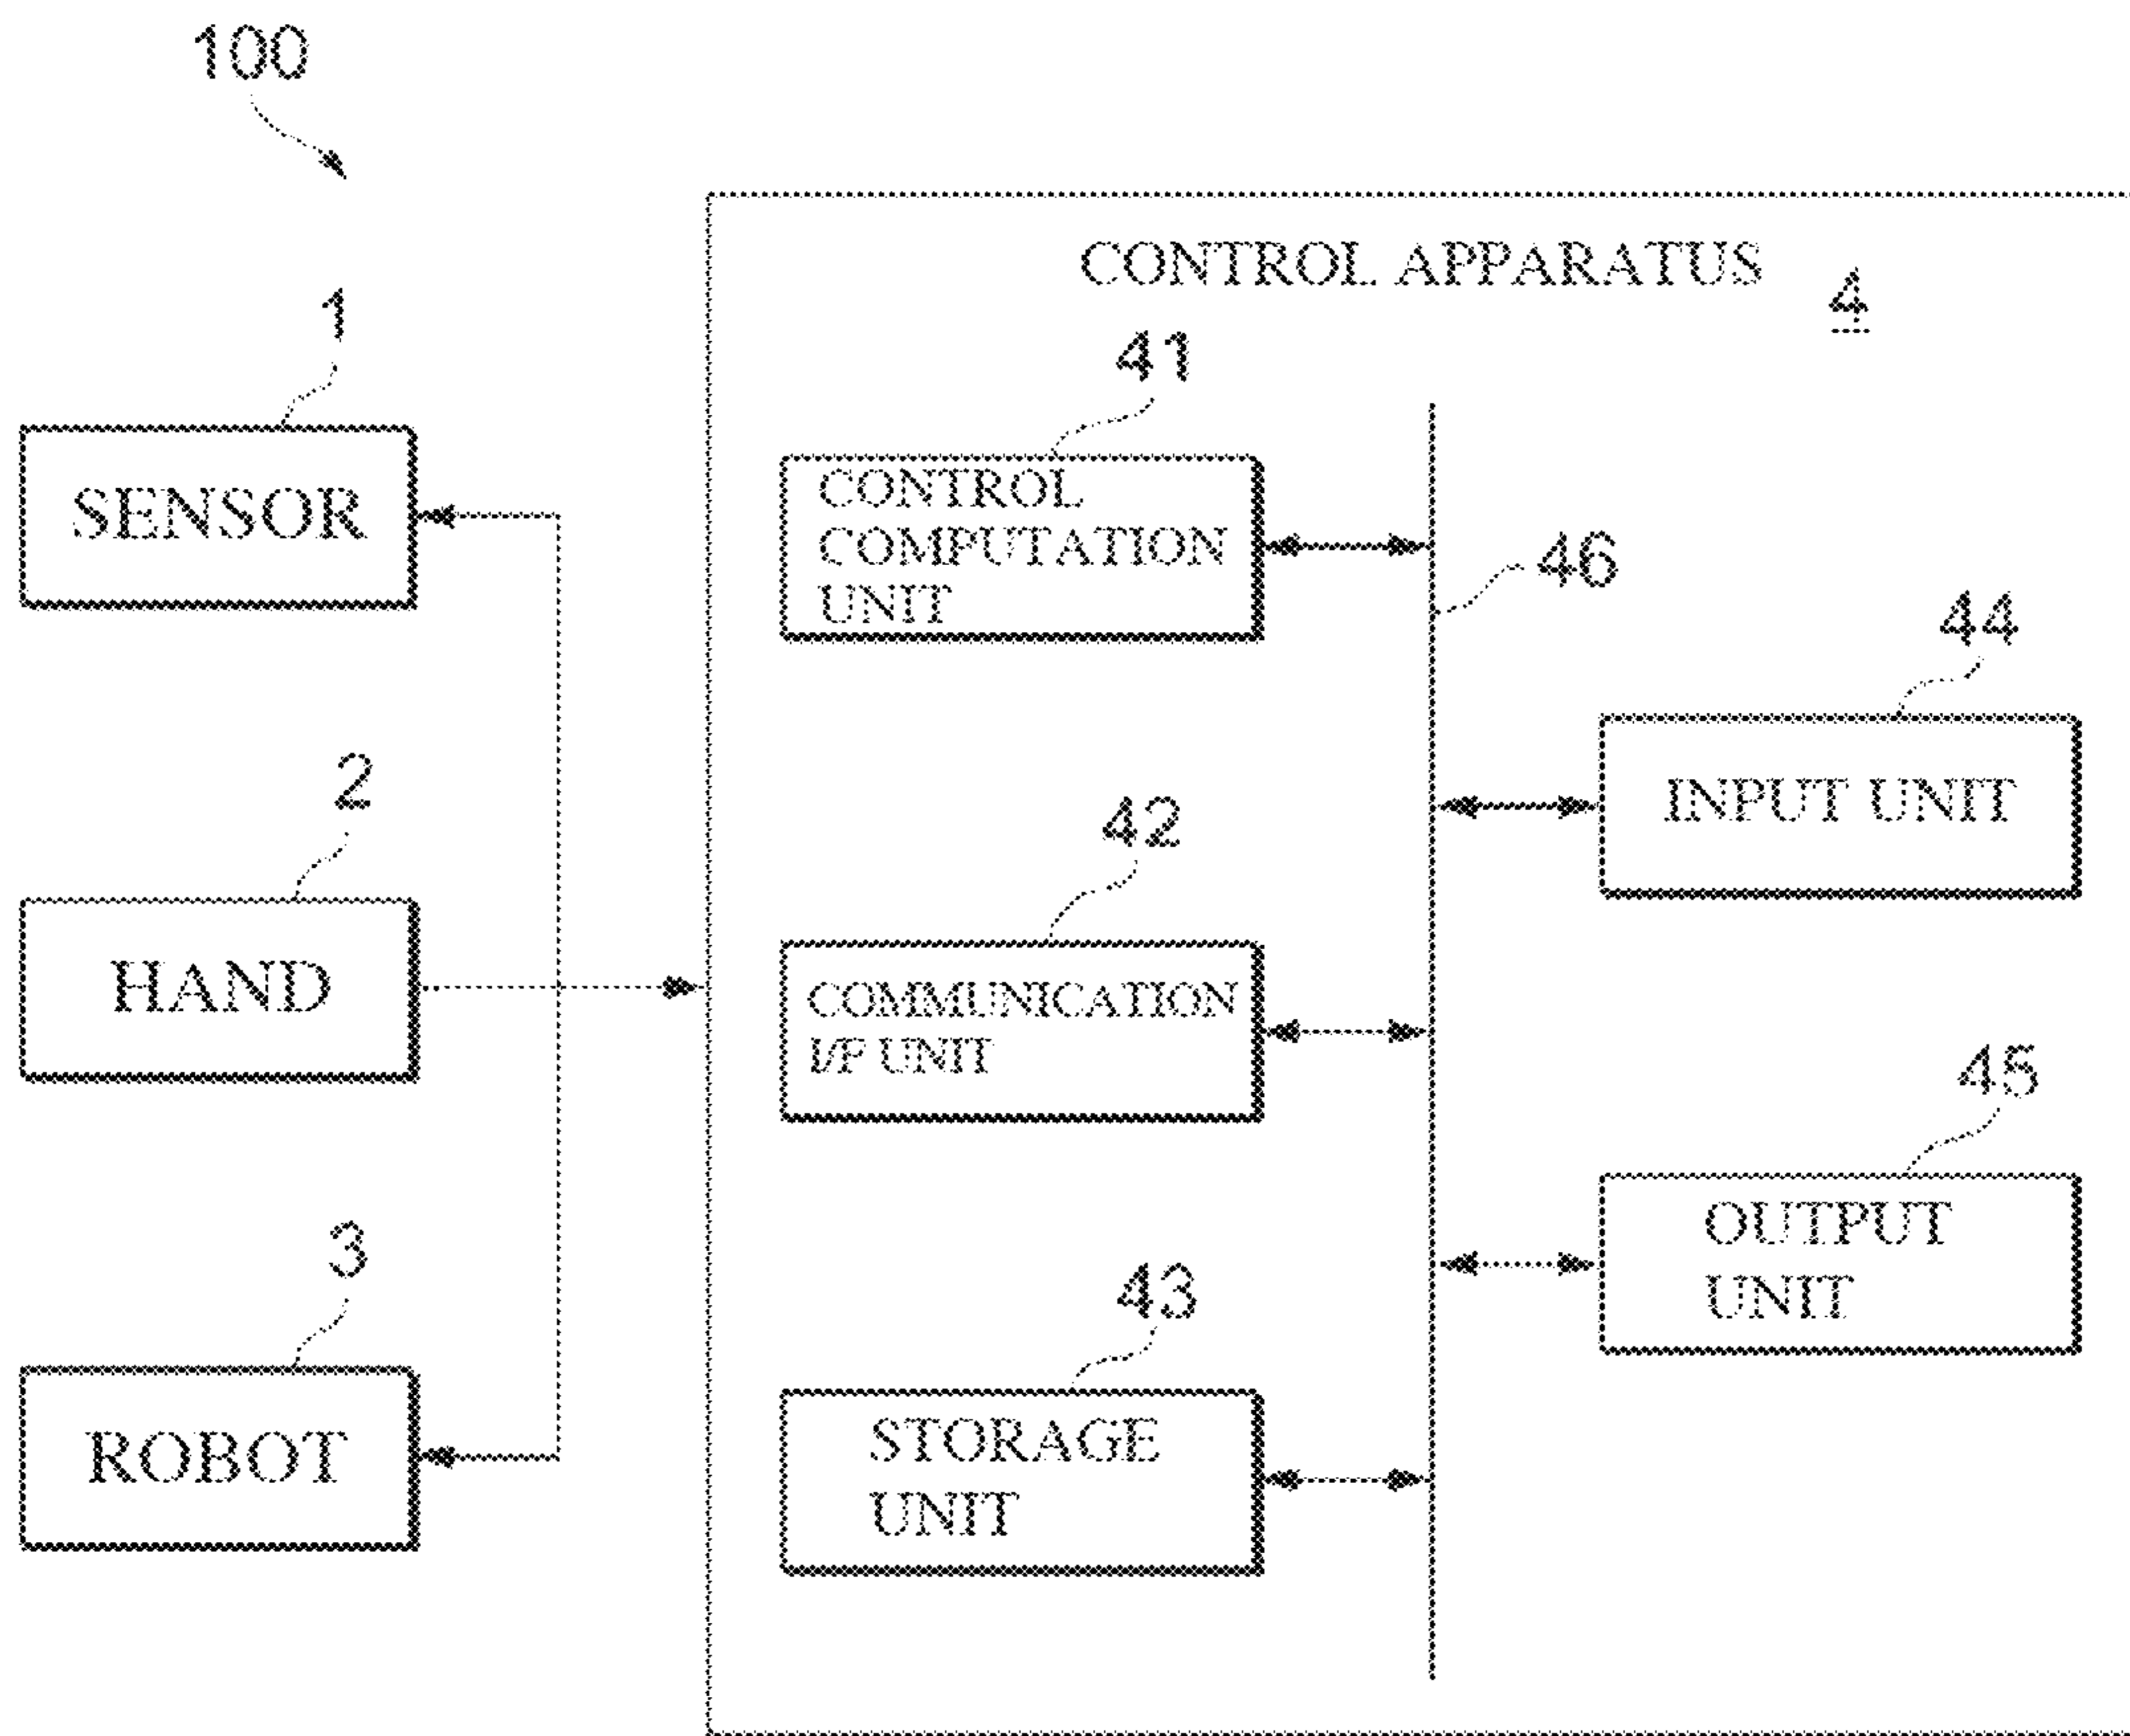 100
CONTROL APPARATUS
4
1
SENSOR
2
HAND
3
ROBOT
41
CONTROL
COMPUTATION
UNIT
42
COMMUNICATION
I/F UNIT
43
STORAGE
UNIT
46
44
INPUT UNIT
45
OUTPUT
UNIT